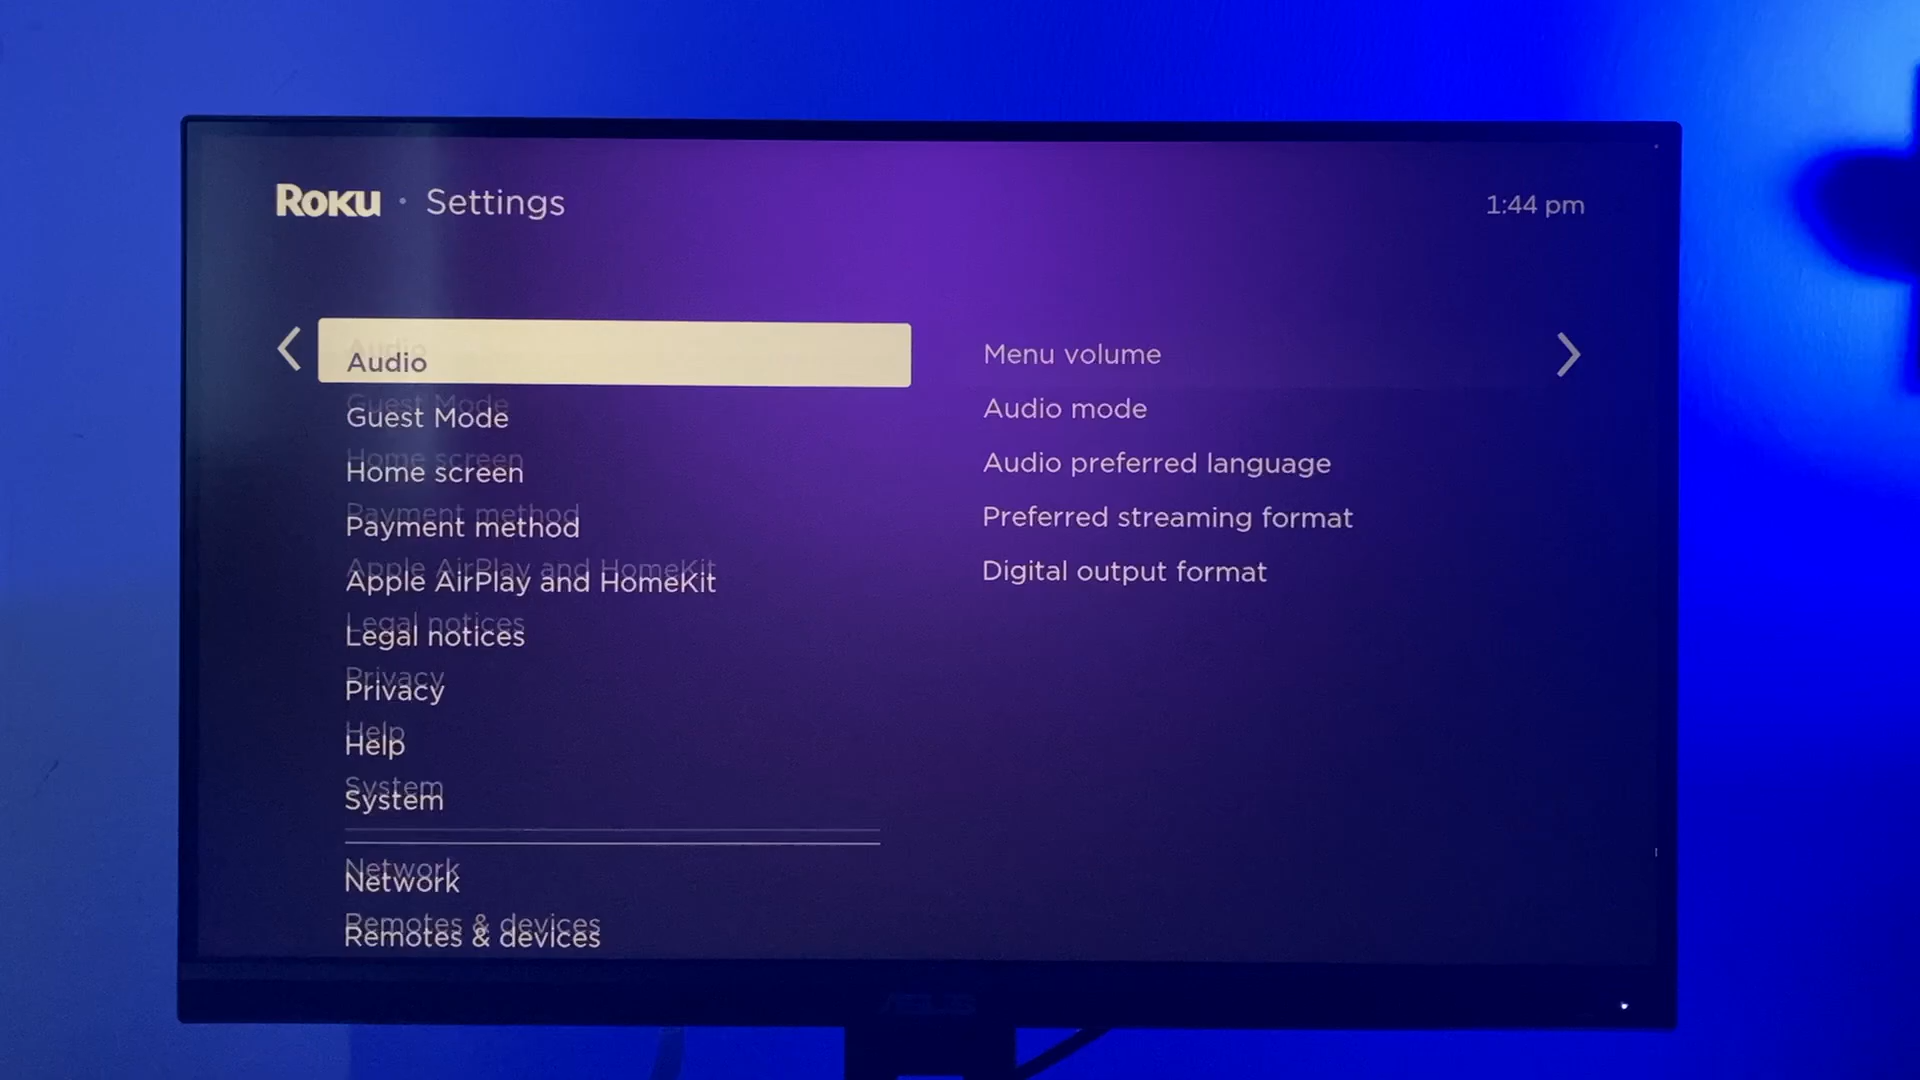 Roku • Settings
1:44 pm
Audio
Guest Mode
Home screen
Payment method
Apple AirPlay and HomeKit
Legal notices
Privacy
Help
System
Network
Remotes & devices
Menu volume
Audio mode
Audio preferred language
Preferred streaming format
Digital output format
ASUS